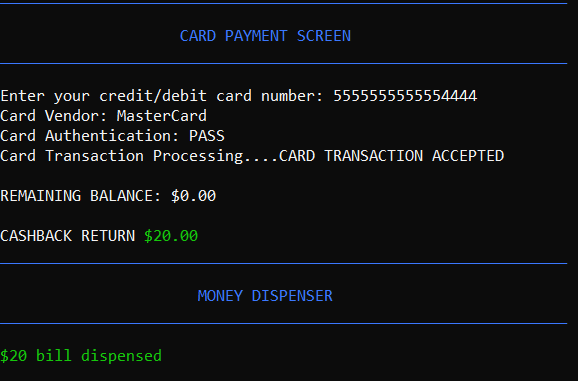 CARD PAYMENT SCREEN
Enter your credit/debit card number: 5555555555554444
Card Vendor: MasterCard
Card Authentication: PASS
Card Transaction Processing....CARD TRANSACTION ACCEPTED
REMAINING BALANCE: $0.00
CASHBACK RETURN $20.00
MONEY DISPENSER
$20 bill dispensed